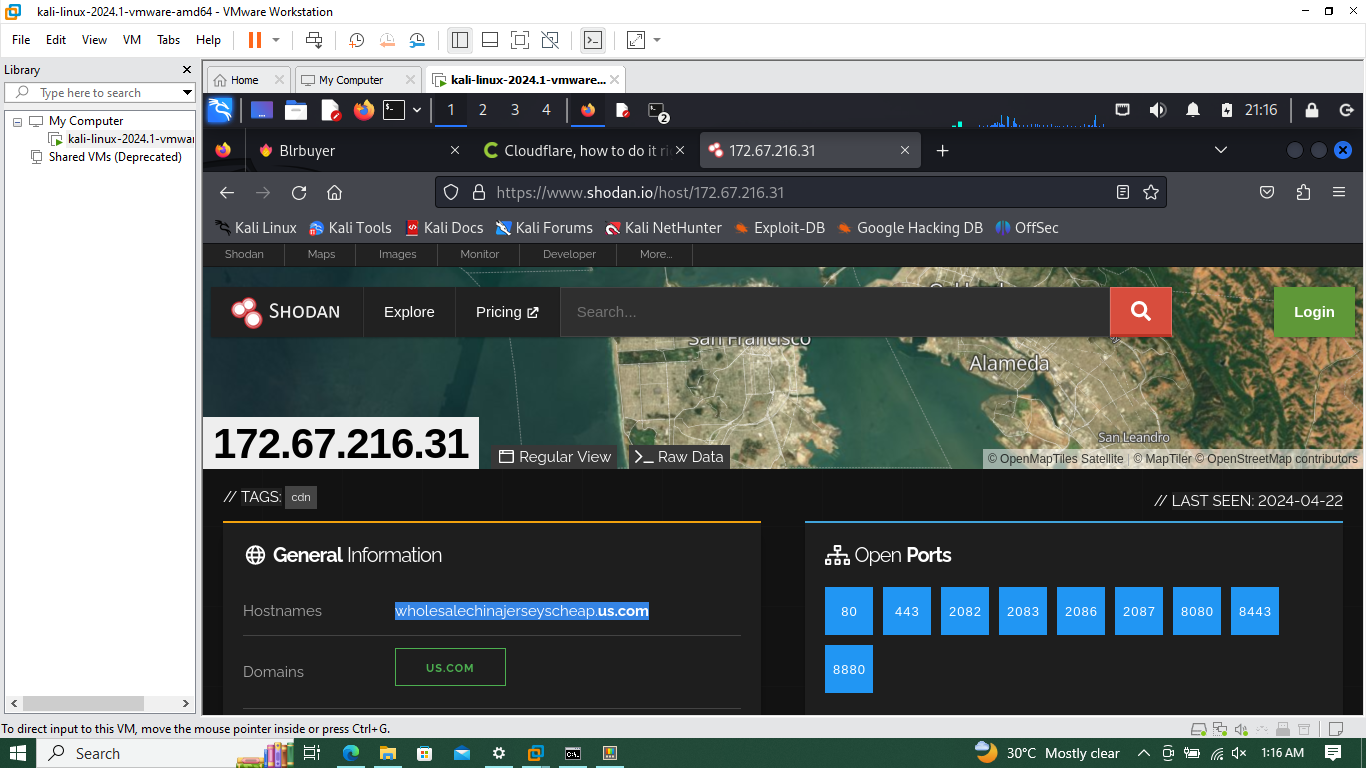 kali-linux-2024.1-vmware-amd64 - VMware Workstation
File Edit View VM Tabs Help
Library
Type here to search
My Computer
kali-linux-2024.1-vmwar
Shared VMs (Deprecated)
Home
My Computer
kali-linux-2024.1-vmware...
1 2 3 4
2
21:16
Blrbuyer
Cloudflare, how to do it ri
172.67.216.31
https://www.shodan.io/host/172.67.216.31
Kali Linux Kali Tools Kali Docs Kali Forums Kali NetHunter Exploit-DB Google Hacking DB OffSec
Shodan Maps Images Monitor Developer More...
SHODAN Explore Pricing Search... Login
San Francisco
Alameda
San Leandro
172.67.216.31
Regular View
Raw Data
© OpenMapTiles Satellite | © MapTiler © OpenStreetMap contributors
// TAGS: cdn
// LAST SEEN: 2024-04-22
General Information
Hostnames wholesalechinajerseyscheap.us.com
Domains US.COM
Open Ports
80 443 2082 2083 2086 2087 8080 8443
8880
To direct input to this VM, move the mouse pointer inside or press Ctrl+G.
Search
30°C Mostly clear
1:16 AM